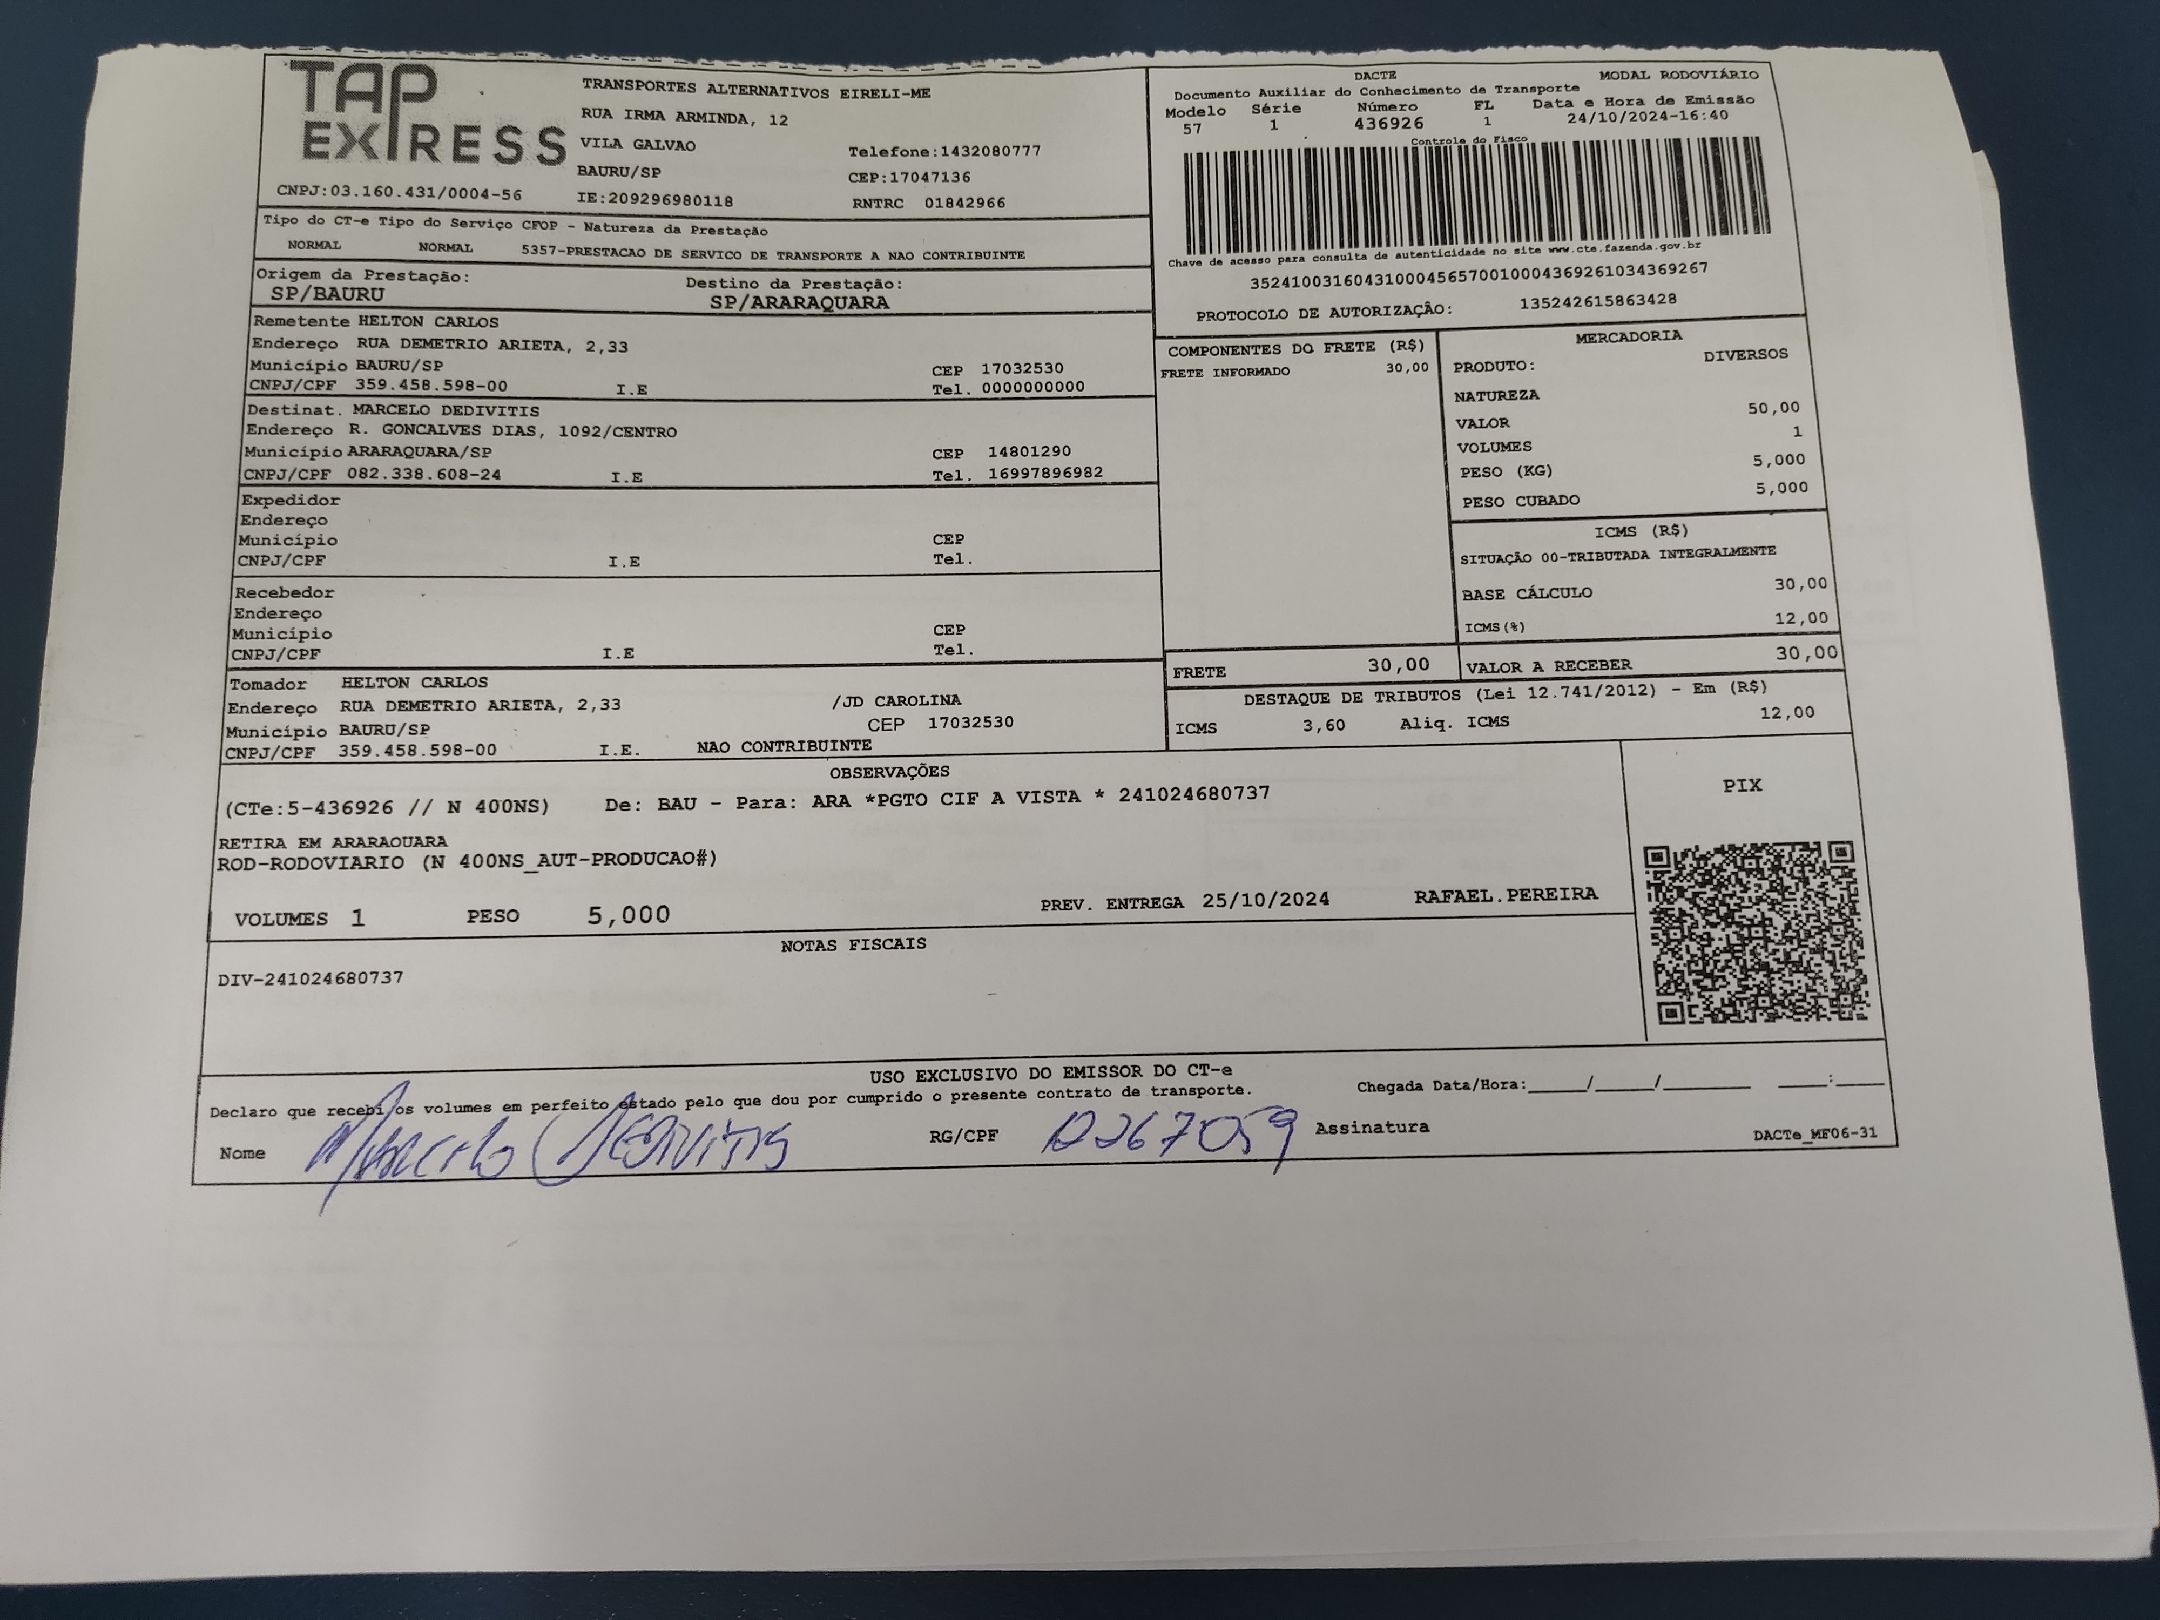 TAP
EXPRESS
CNPJ:03.160.431/0004-56
TRANSPORTES ALTERNATIVOS EIRELI-ME
RUA IRMA ARMINDA, 12
VILA GALVAO Telefone:1432080777
BAURU/SP CEP:17047136
IE:209296980118 RNTRC 01842966
DACTE MODAL RODOVIÁRIO
Documento Auxiliar do Conhecimento de Transporte
Modelo Série Número FL Data e Hora de Emissão
57 1 436926 1 24/10/2024-16:40
Controle do Fisco
Chave de acesso para consulta de autenticidade no site www.cte.fazenda.gov.br
35241003160431000456570010004369261034369267
PROTOCOLO DE AUTORIZAÇÃO: 135242615863428
Tipo do CT-e Tipo do Serviço CFOP - Natureza da Prestação
NORMAL NORMAL 5357-PRESTACAO DE SERVICO DE TRANSPORTE A NAO CONTRIBUINTE
Origem da Prestação: Destino da Prestação:
SP/BAURU SP/ARARAQUARA
Remetente HELTON CARLOS
Endereço RUA DEMETRIO ARIETA, 2,33
Município BAURU/SP CEP 17032530
CNPJ/CPF 359.458.598-00 I.E Tel. 0000000000
Destinat. MARCELO DEDIVITIS
Endereço R. GONCALVES DIAS, 1092/CENTRO
Município ARARAQUARA/SP CEP 14801290
CNPJ/CPF 082.338.608-24 I.E Tel. 16997896982
Expedidor
Endereço
Município CEP
CNPJ/CPF I.E Tel.
Recebedor
Endereço
Município CEP
CNPJ/CPF I.E Tel.
Tomador HELTON CARLOS
Endereço RUA DEMETRIO ARIETA, 2,33 /JD CAROLINA
Município BAURU/SP CEP 17032530
CNPJ/CPF 359.458.598-00 I.E. NAO CONTRIBUINTE
COMPONENTES DO FRETE (R$)
FRETE INFORMADO 30,00
MERCADORIA
PRODUTO: DIVERSOS
NATUREZA
VALOR 50,00
VOLUMES 1
PESO (KG) 5,000
PESO CUBADO 5,000
ICMS (R$)
SITUAÇÃO 00-TRIBUTADA INTEGRALMENTE
BASE CÁLCULO 30,00
ICMS(%) 12,00
FRETE 30,00 VALOR A RECEBER 30,00
DESTAQUE DE TRIBUTOS (Lei 12.741/2012) - Em (R$)
ICMS 3,60 Aliq. ICMS 12,00
OBSERVAÇÕES
(CTe:5-436926 // N 400NS) De: BAU - Para: ARA *PGTO CIF A VISTA * 241024680737
RETIRA EM ARARAQUARA
ROD-RODOVIARIO (N 400NS_AUT-PRODUCAO#)
VOLUMES 1 PESO 5,000 PREV. ENTREGA 25/10/2024 RAFAEL.PEREIRA
PIX
NOTAS FISCAIS
DIV-241024680737
USO EXCLUSIVO DO EMISSOR DO CT-e
Declaro que recebi os volumes em perfeito estado pelo que dou por cumprido o presente contrato de transporte. Chegada Data/Hora:_____/_____/_______ ____:____
Nome Marcelo DEDIVITIS RG/CPF 12267059 Assinatura DACTe_MF06-31